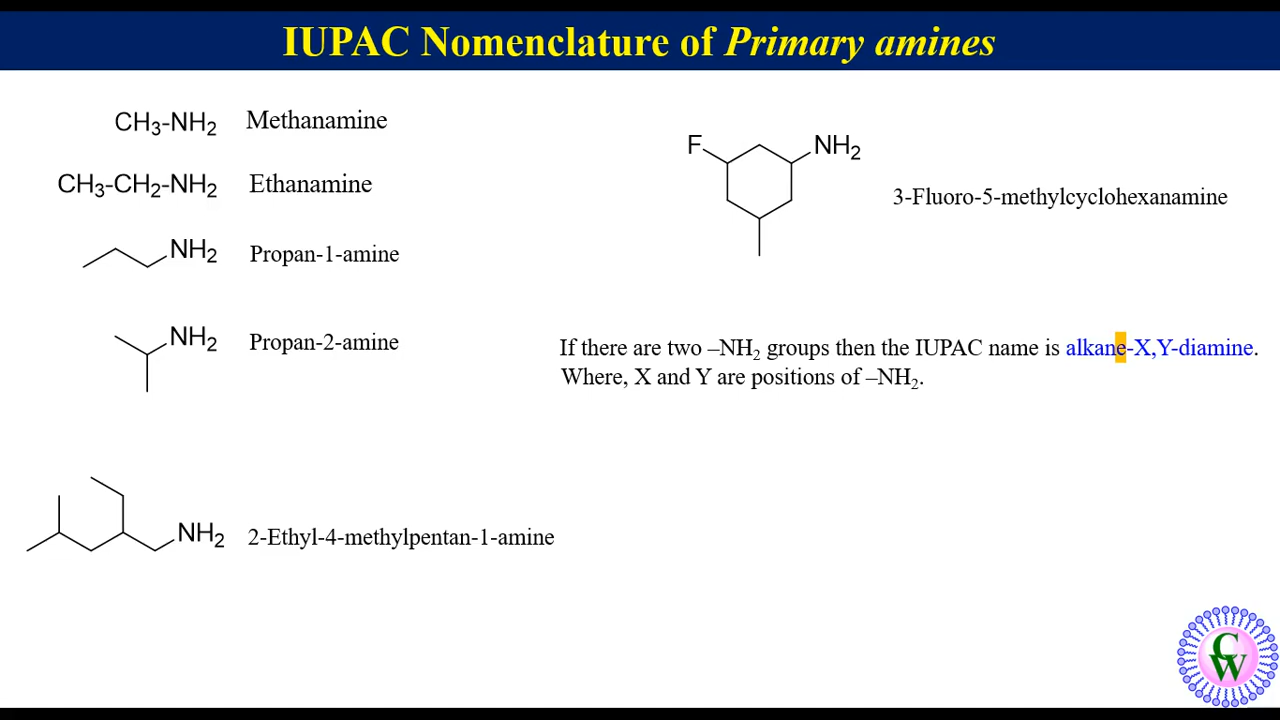 IUPAC Nomenclature of Primary amines
CH3-NH2 Methanamine
CH3-CH2-NH2 Ethanamine
NH2 Propan-1-amine
NH2 Propan-2-amine
NH2 2-Ethyl-4-methylpentan-1-amine
F NH2
3-Fluoro-5-methylcyclohexanamine
If there are two –NH2 groups then the IUPAC name is alkane-X,Y-diamine.
Where, X and Y are positions of –NH2.
CW